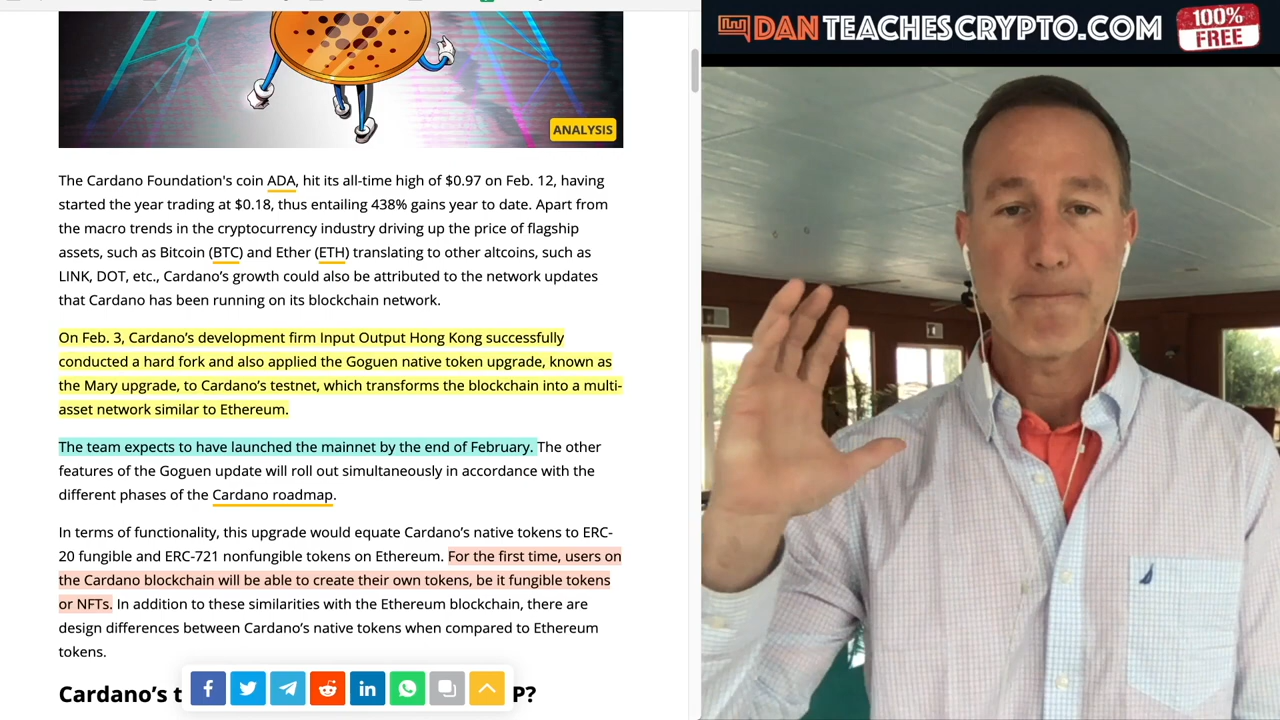 DANTEACHESCRYPTO.COM
100%
FREE
ANALYSIS
The Cardano Foundation's coin ADA, hit its all-time high of $0.97 on Feb. 12, having
started the year trading at $0.18, thus entailing 438% gains year to date. Apart from
the macro trends in the cryptocurrency industry driving up the price of flagship
assets, such as Bitcoin (BTC) and Ether (ETH) translating to other altcoins, such as
LINK, DOT, etc., Cardano’s growth could also be attributed to the network updates
that Cardano has been running on its blockchain network.
On Feb. 3, Cardano’s development firm Input Output Hong Kong successfully
conducted a hard fork and also applied the Goguen native token upgrade, known as
the Mary upgrade, to Cardano’s testnet, which transforms the blockchain into a multi-
asset network similar to Ethereum.
The team expects to have launched the mainnet by the end of February. The other
features of the Goguen update will roll out simultaneously in accordance with the
different phases of the Cardano roadmap.
In terms of functionality, this upgrade would equate Cardano’s native tokens to ERC-
20 fungible and ERC-721 nonfungible tokens on Ethereum. For the first time, users on
the Cardano blockchain will be able to create their own tokens, be it fungible tokens
or NFTs. In addition to these similarities with the Ethereum blockchain, there are
design differences between Cardano’s native tokens when compared to Ethereum
tokens.
Cardano’s t P?